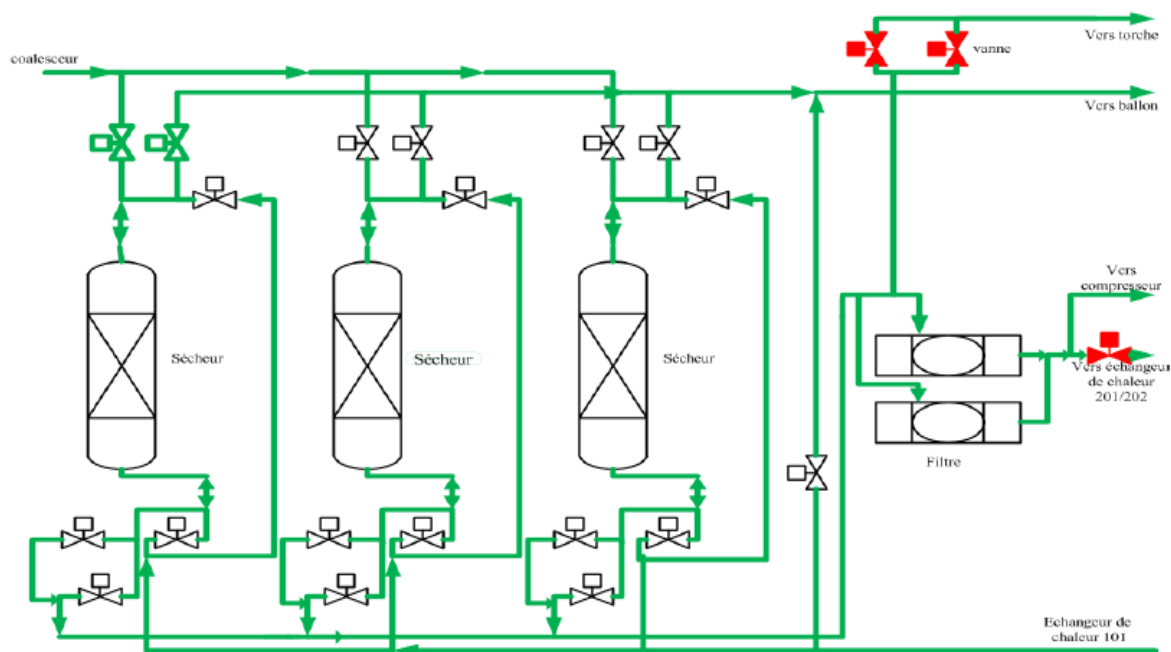 Vers torche
vanne
coalesceur
Vers ballon
Vers
compresseur
Sécheur
Sécheur
Sécheur
Vers échangeur
de chaleur
201/202
Filtre
Echangeur de
chaleur 101